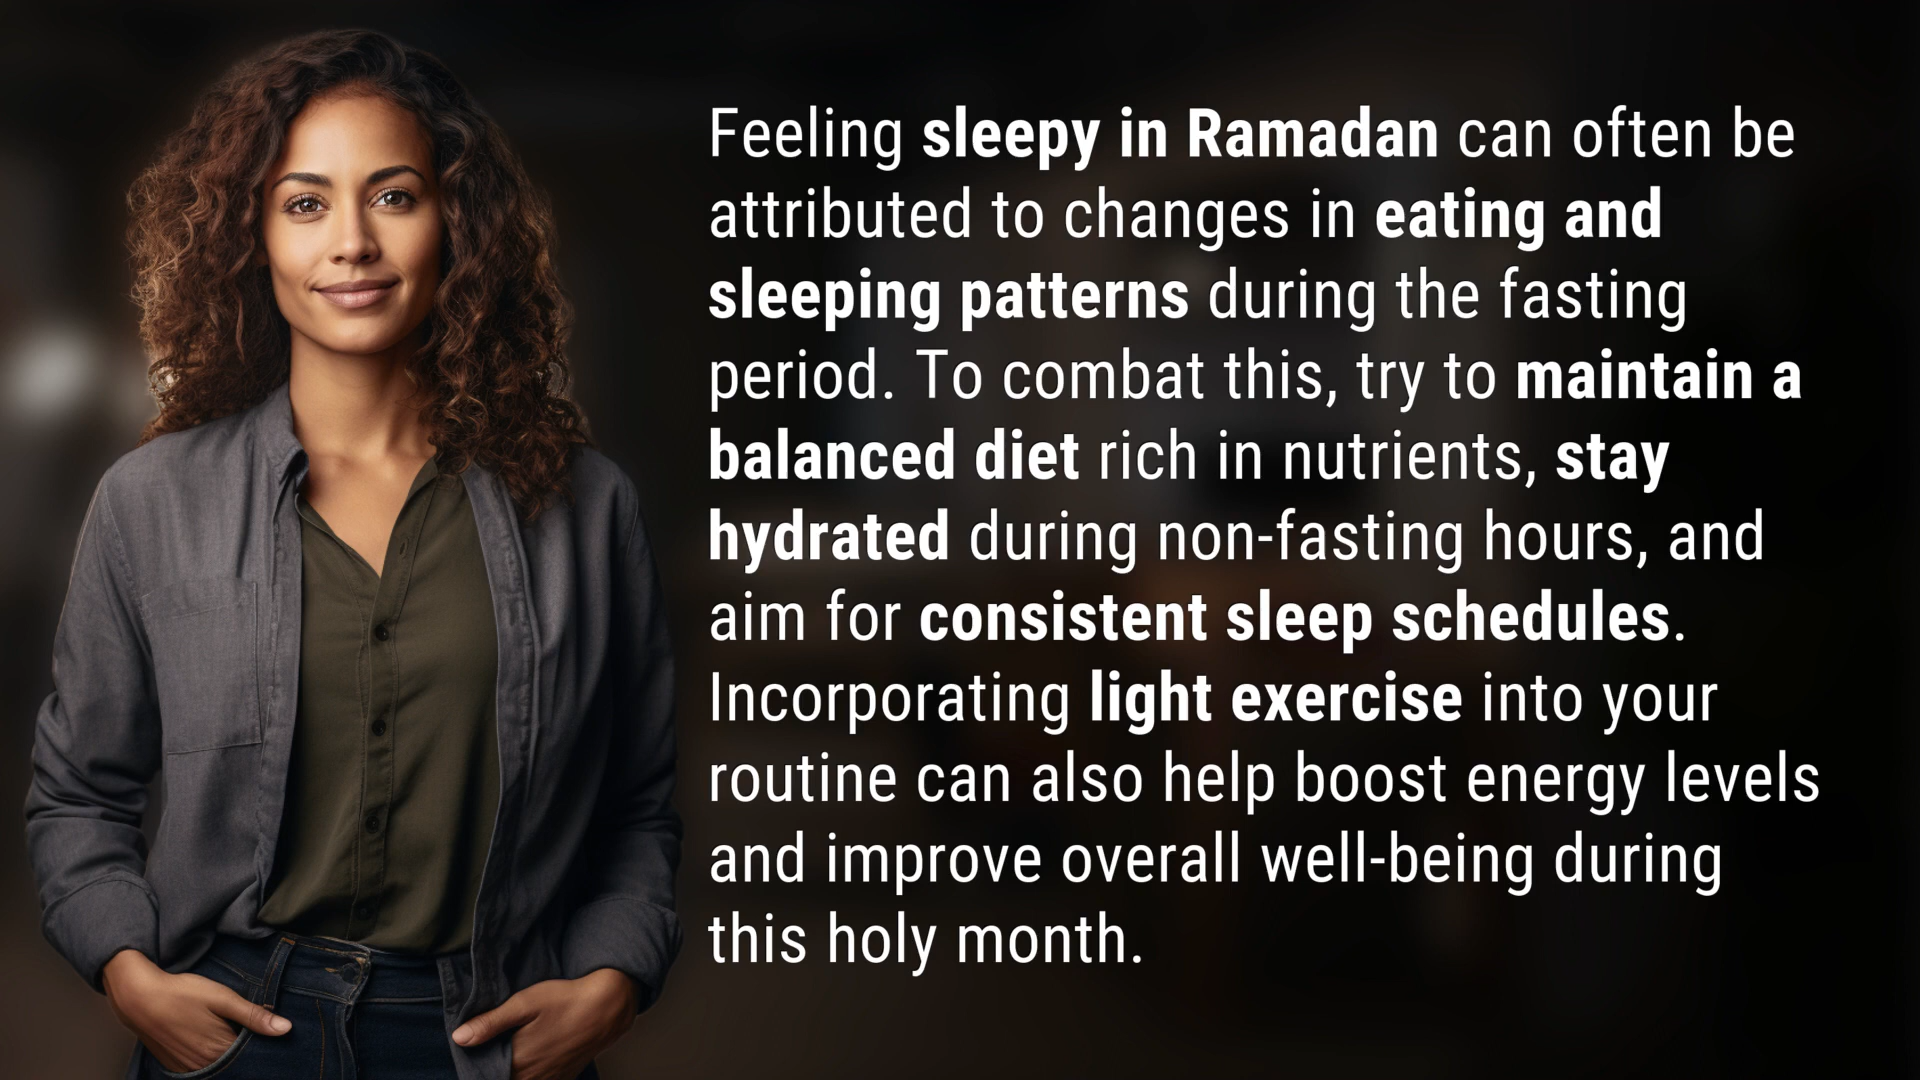 Feeling sleepy in Ramadan can often be
attributed to changes in eating and
sleeping patterns during the fasting
period. To combat this, try to maintain a
balanced diet rich in nutrients, stay
hydrated during non-fasting hours, and
aim for consistent sleep schedules.
Incorporating light exercise into your
routine can also help boost energy levels
and improve overall well-being during
this holy month.